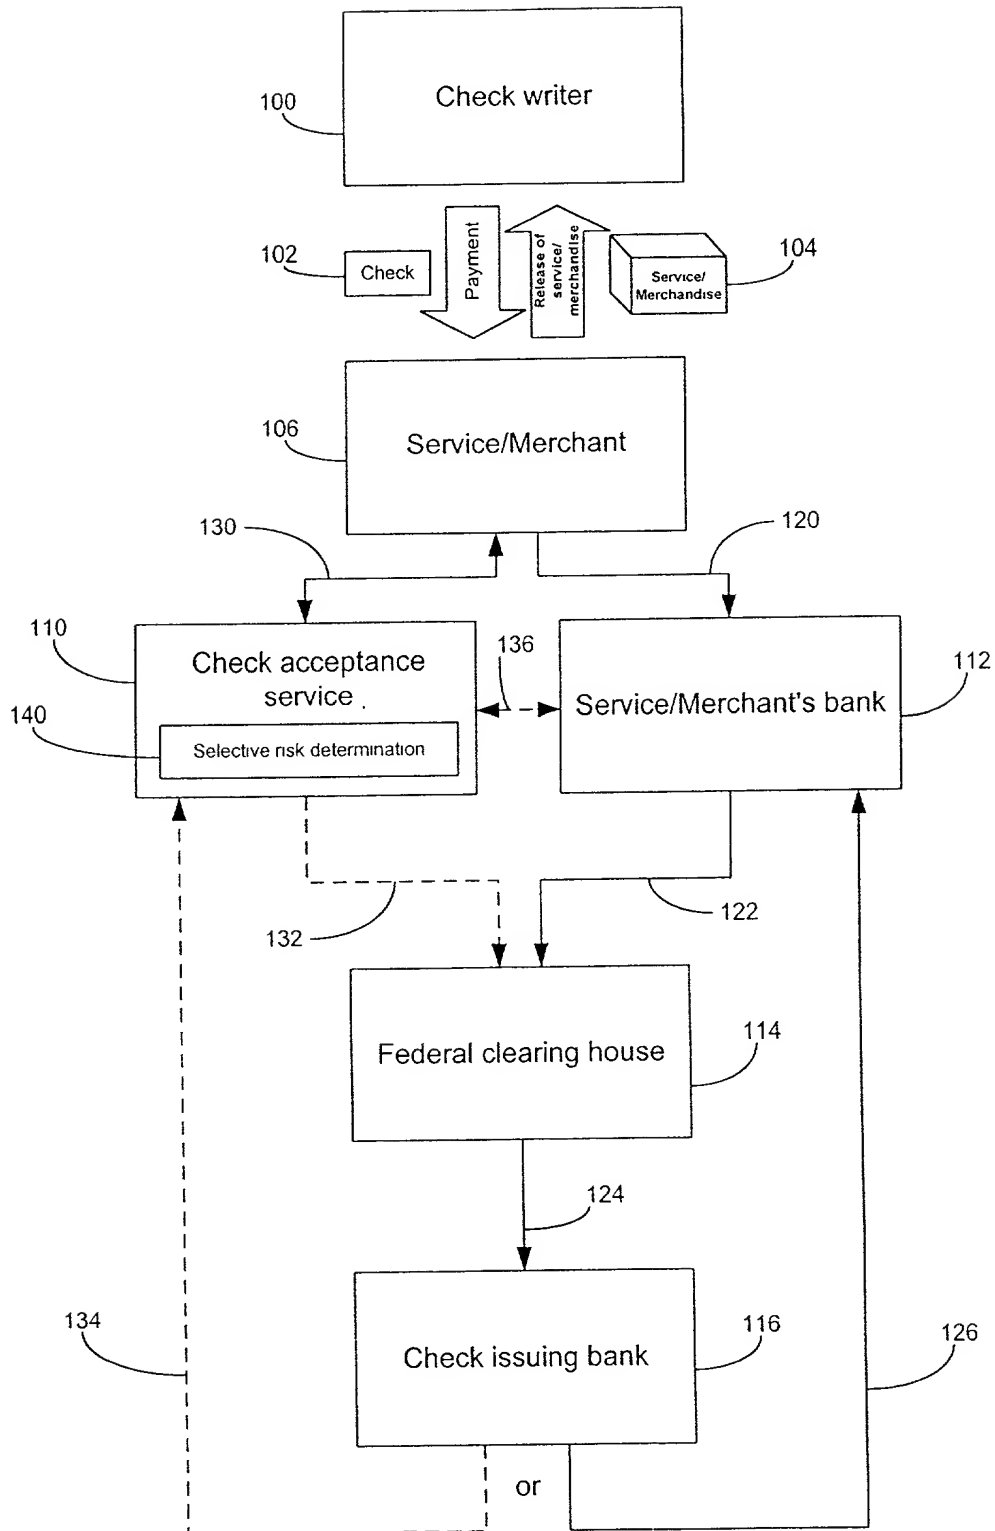 Check writer
100
102
Check
Payment
Release of
service/
merchandise
Service/
Merchandise
104
106
Service/Merchant
130
120
110
Check acceptance
service
136
Service/Merchant's bank
112
140
Selective risk determination
132
122
Federal clearing house
114
124
134
Check issuing bank
116
126
or